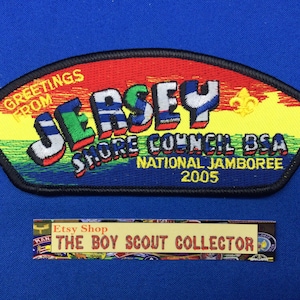 GREETINGS
FROM
JERSEY
SHORE COUNCIL BSA
NATIONAL JAMBOREE
2005
Etsy Shop
THE BOY SCOUT COLLECTOR